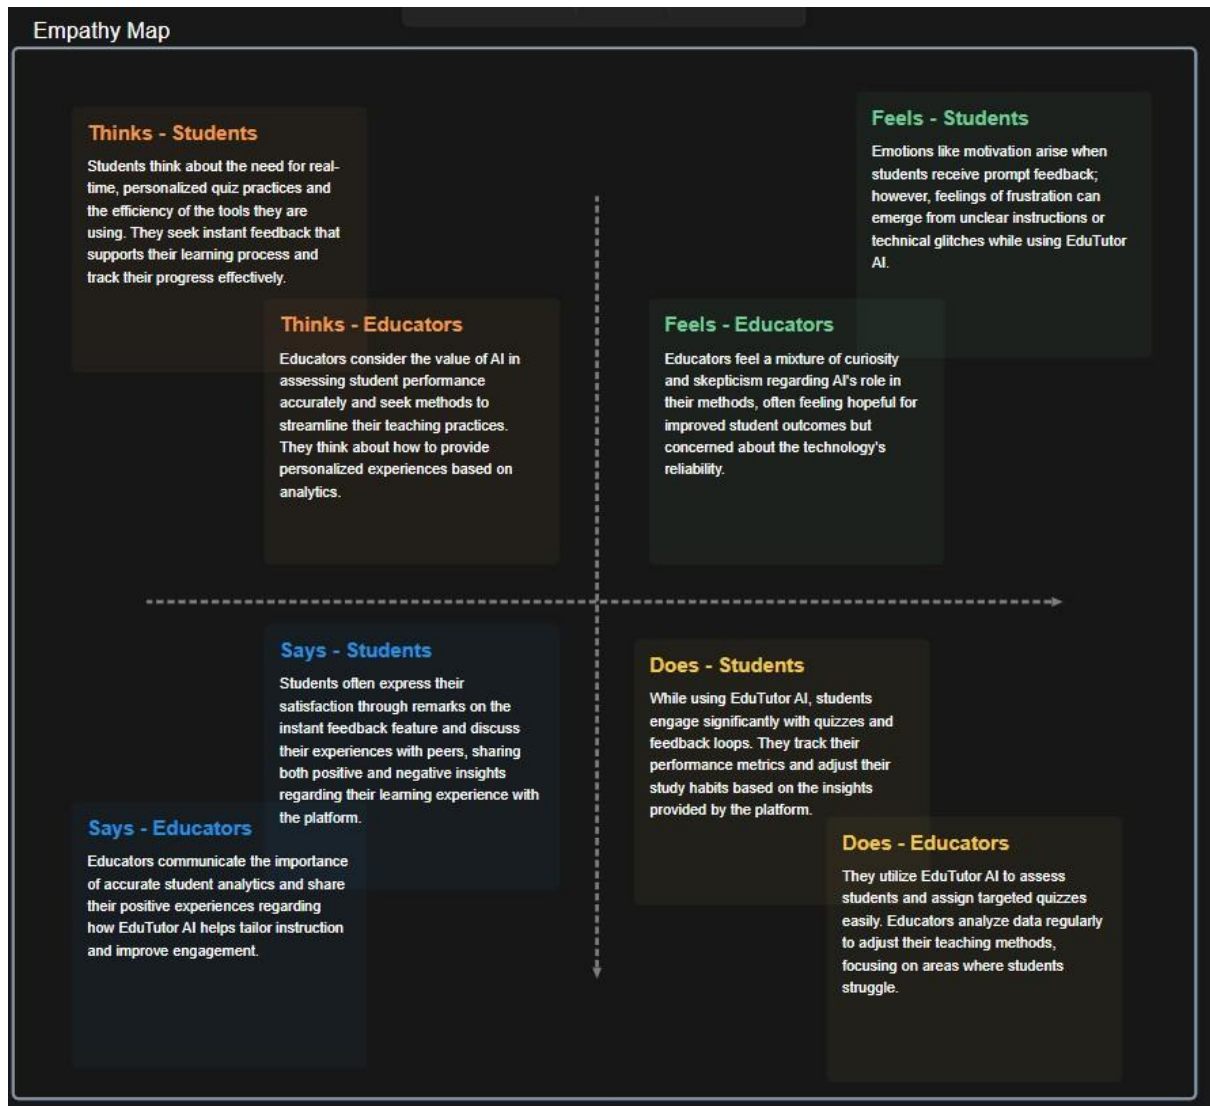 Empathy Map
Thinks - Students
Students think about the need for real-
time, personalized quiz practices and
the efficiency of the tools they are
using. They seek instant feedback that
supports their learning process and
track their progress effectively.
Thinks - Educators
Educators consider the value of AI in
assessing student performance
accurately and seek methods to
streamline their teaching practices.
They think about how to provide
personalized experiences based on
analytics.
Feels - Students
Emotions like motivation arise when
students receive prompt feedback;
however, feelings of frustration can
emerge from unclear instructions or
technical glitches while using EduTutor
AI.
Feels - Educators
Educators feel a mixture of curiosity
and skepticism regarding AI's role in
their methods, often feeling hopeful for
improved student outcomes but
concerned about the technology's
reliability.
Says - Students
Students often express their
satisfaction through remarks on the
instant feedback feature and discuss
their experiences with peers, sharing
both positive and negative insights
regarding their learning experience with
the platform.
Says - Educators
Educators communicate the importance
of accurate student analytics and share
their positive experiences regarding
how EduTutor AI helps tailor instruction
and improve engagement.
Does - Students
While using EduTutor AI, students
engage significantly with quizzes and
feedback loops. They track their
performance metrics and adjust their
study habits based on the insights
provided by the platform.
Does - Educators
They utilize EduTutor AI to assess
students and assign targeted quizzes
easily. Educators analyze data regularly
to adjust their teaching methods,
focusing on areas where students
struggle.